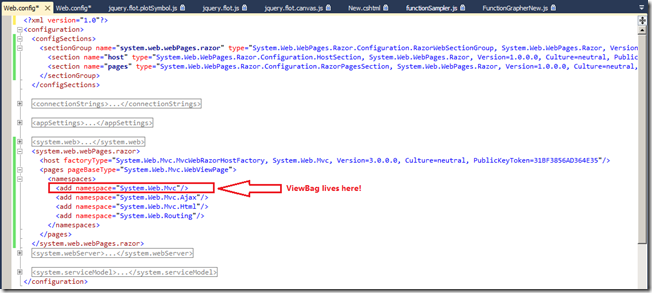 Web.config* Web.config* jquery.flot.plotSymbol.js jquery.flot.js jquery.flot.canvas.js New.cshtml functionSampler.js FunctionGrapherNew.js
<?xml version="1.0"?>
<configuration>
<configSections>
<sectionGroup name="system.web.webPages.razor" type="System.Web.WebPages.Razor.Configuration.RazorWebSectionGroup, System.Web.WebPages.Razor, Version
<section name="host" type="System.Web.WebPages.Razor.Configuration.HostSection, System.Web.WebPages.Razor, Version=1.0.0.0, Culture=neutral, Public
<section name="pages" type="System.Web.WebPages.Razor.Configuration.RazorPagesSection, System.Web.WebPages.Razor, Version=1.0.0.0, Culture=neutral,
</sectionGroup>
</configSections>
<connectionStrings>...</connectionStrings>
<appSettings>...</appSettings>
<system.web>...</system.web>
<system.web.webPages.razor>
<host factoryType="System.Web.Mvc.MvcWebRazorHostFactory, System.Web.Mvc, Version=3.0.0.0, Culture=neutral, PublicKeyToken=31BF3856AD364E35"/>
<pages pageBaseType="System.Web.Mvc.WebViewPage">
<namespaces>
<add namespace="System.Web.Mvc"/> ViewBag lives here!
<add namespace="System.Web.Mvc.Ajax"/>
<add namespace="System.Web.Mvc.Html"/>
<add namespace="System.Web.Routing"/>
</namespaces>
</pages>
</system.web.webPages.razor>
<system.webServer>...</system.webServer>
<system.serviceModel>...</system.serviceModel>
</configuration>